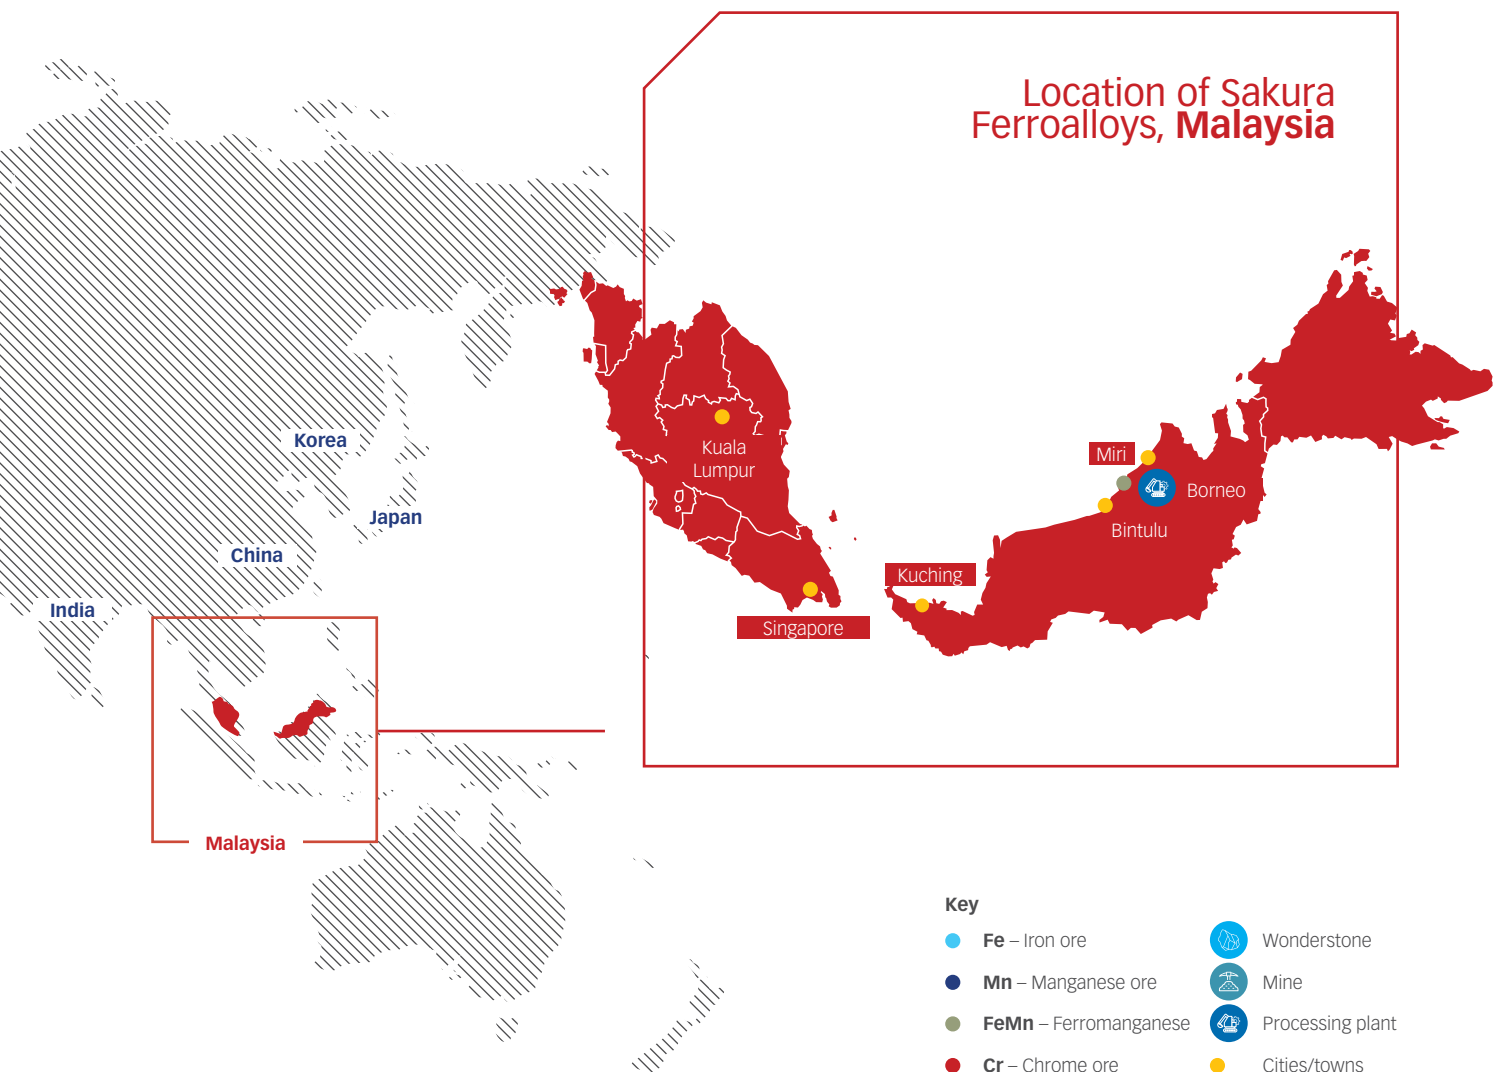 Location of Sakura
Ferroalloys, Malaysia
Korea
Japan
China
India
Malaysia
Kuala
Lumpur
Singapore
Kuching
Miri
Borneo
Bintulu
Key
Fe – Iron ore
Mn – Manganese ore
FeMn – Ferromanganese
Cr – Chrome ore
Wonderstone
Mine
Processing plant
Cities/towns